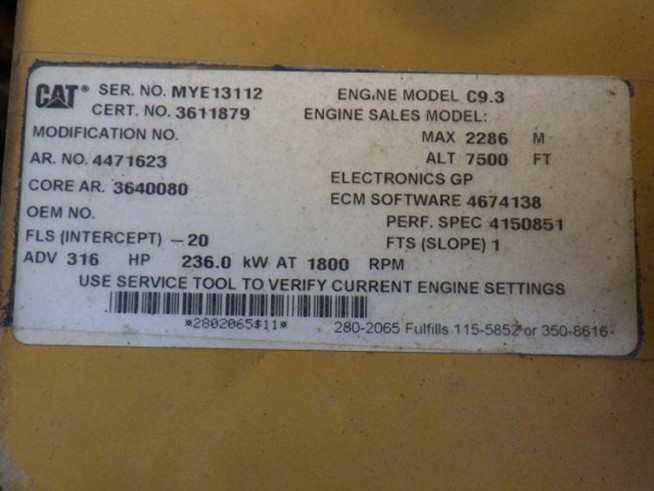 CAT® SER. NO. MYE13112 ENGINE MODEL C9.3
CERT. NO. 3611879 ENGINE SALES MODEL:
MODIFICATION NO. MAX 2286 M
AR. NO. 4471623 ALT 7500 FT
CORE AR. 3640080 ELECTRONICS GP
ECM SOFTWARE 4674138
OEM NO. PERF. SPEC 4150851
FLS (INTERCEPT) -20 FTS (SLOPE) 1
ADV 316 HP 236.0 kW AT 1800 RPM
USE SERVICE TOOL TO VERIFY CURRENT ENGINE SETTINGS
*2802065$11* 280-2065 Fulfills 115-5852 or 350-8616